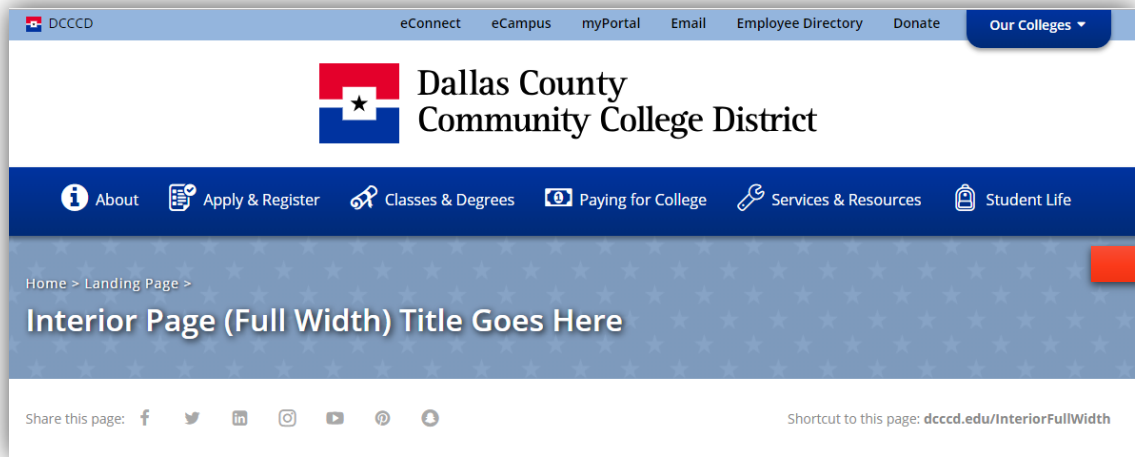 DCCCD eConnect eCampus myPortal Email Employee Directory Donate Our Colleges
Dallas County
Community College District
About Apply & Register Classes & Degrees Paying for College Services & Resources Student Life
Home > Landing Page >
Interior Page (Full Width) Title Goes Here
Share this page: Shortcut to this page: dcccd.edu/InteriorFullWidth